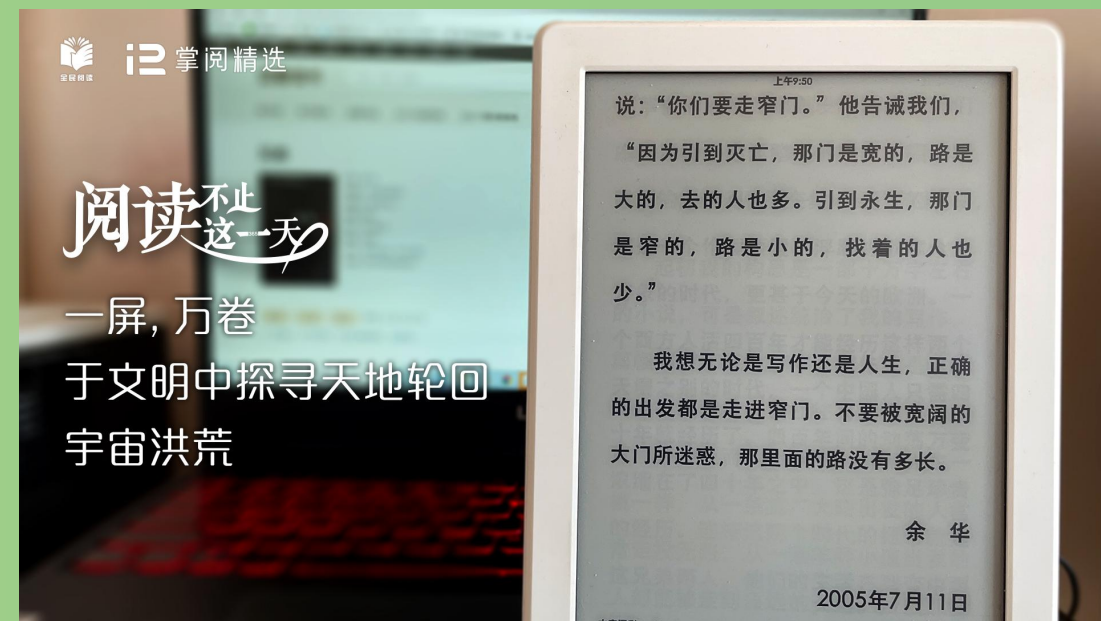 全民阅读
掌阅精选
阅读不止
这一天
一屏,万卷
于文明中探寻天地轮回
宇宙洪荒
上午9:50
说：“你们要走窄门。”他告诫我们，
“因为引到灭亡，那门是宽的，路是
大的，去的人也多。引到永生，那门
是窄的，路是小的，找着的人也
少。”
我想无论是写作还是人生，正确
的出发都是走进窄门。不要被宽阔的
大门所迷惑，那里面的路没有多长。
余 华
2005年7月11日